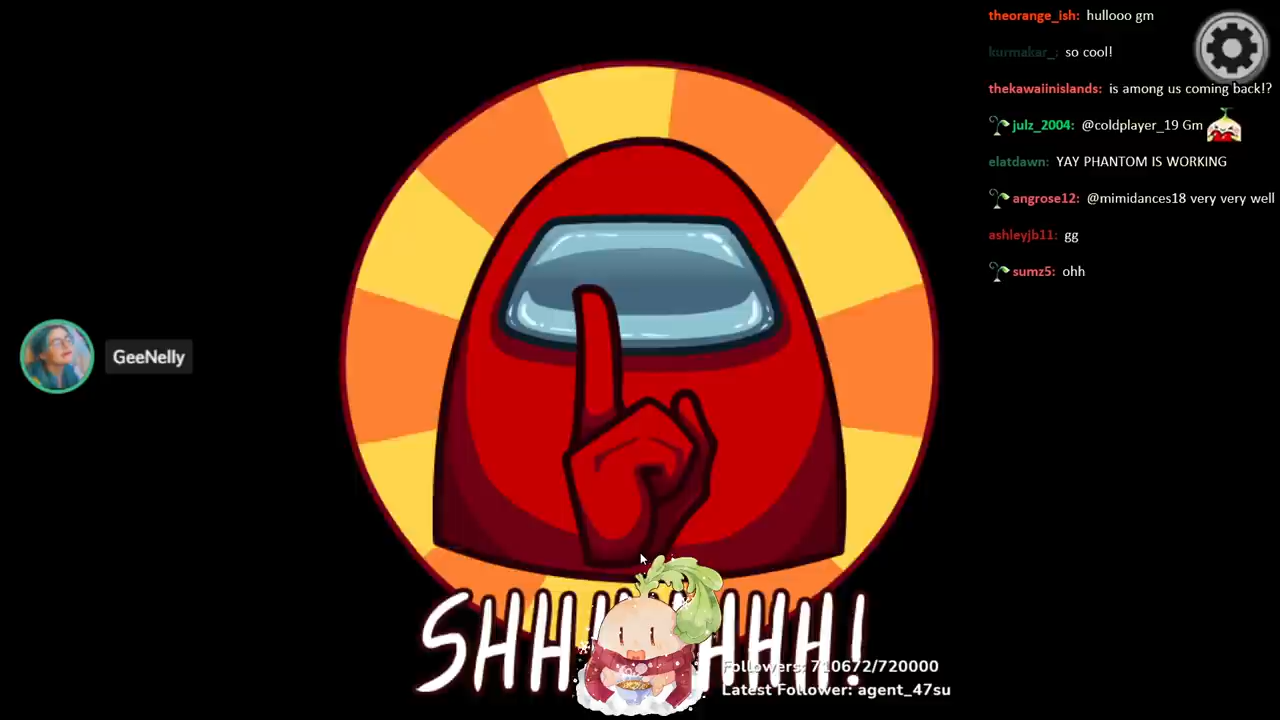 theorange_ish: hullooo gm
kurmakar_: so cool!
thekawaiinislands: is among us coming back!?
julz_2004: @coldplayer_19 Gm
elatdawn: YAY PHANTOM IS WORKING
angrose12: @mimidances18 very very well
ashleyjb11: gg
sumz5: ohh
GeeNelly
SHHHHHHH!
Followers: 710672/720000
Latest Follower: agent_47su